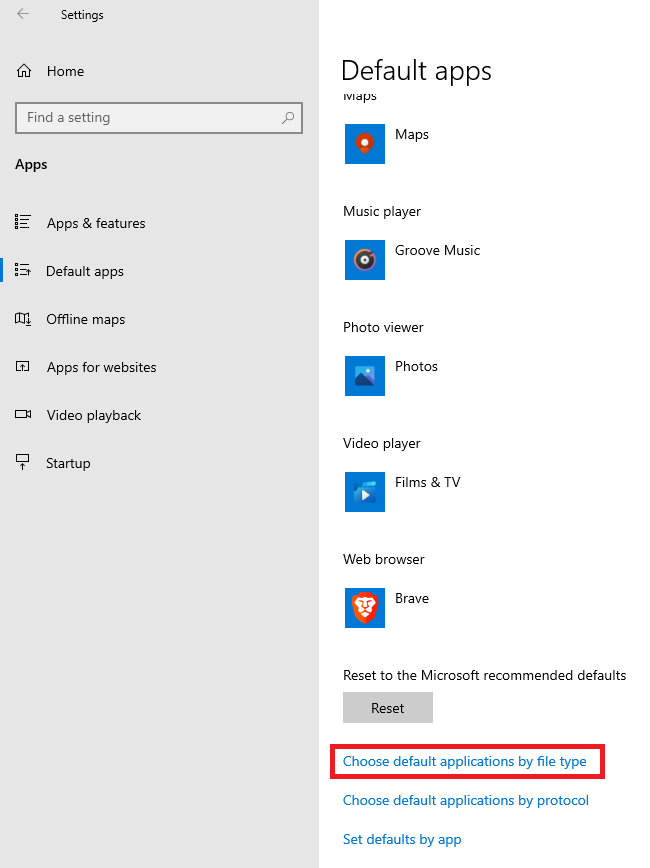 Settings
Home
Find a setting
Apps
Apps & features
Default apps
Offline maps
Apps for websites
Video playback
Startup
Default apps
Maps
Maps
Music player
Groove Music
Photo viewer
Photos
Video player
Films & TV
Web browser
Brave
Reset to the Microsoft recommended defaults
Reset
Choose default applications by file type
Choose default applications by protocol
Set defaults by app